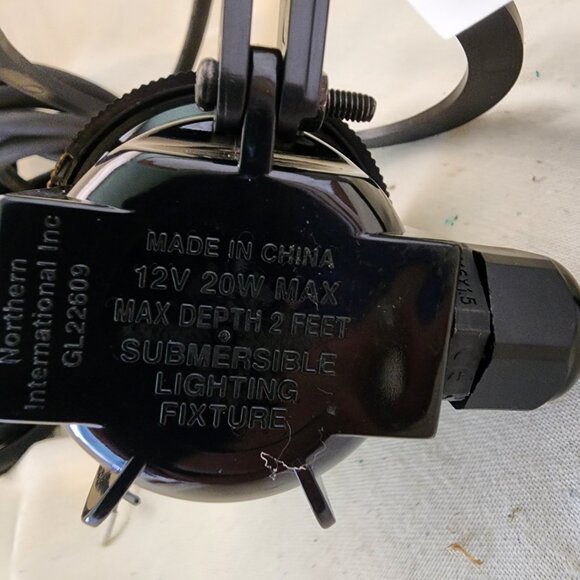 MADE IN CHINA
12V 20W MAX
MAX DEPTH 2 FEET
SUBMERSIBLE
LIGHTING
FIXTURE
Northern
International Inc
GL22609